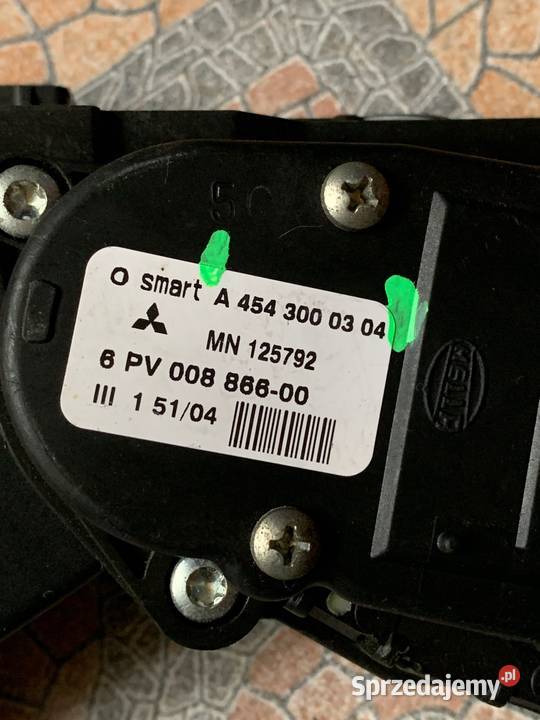 50
smart A 454 300 03 04
MN 125792
6 PV 008 866-00
III 1 51/04
HELLA
Sprzedajemy.pl